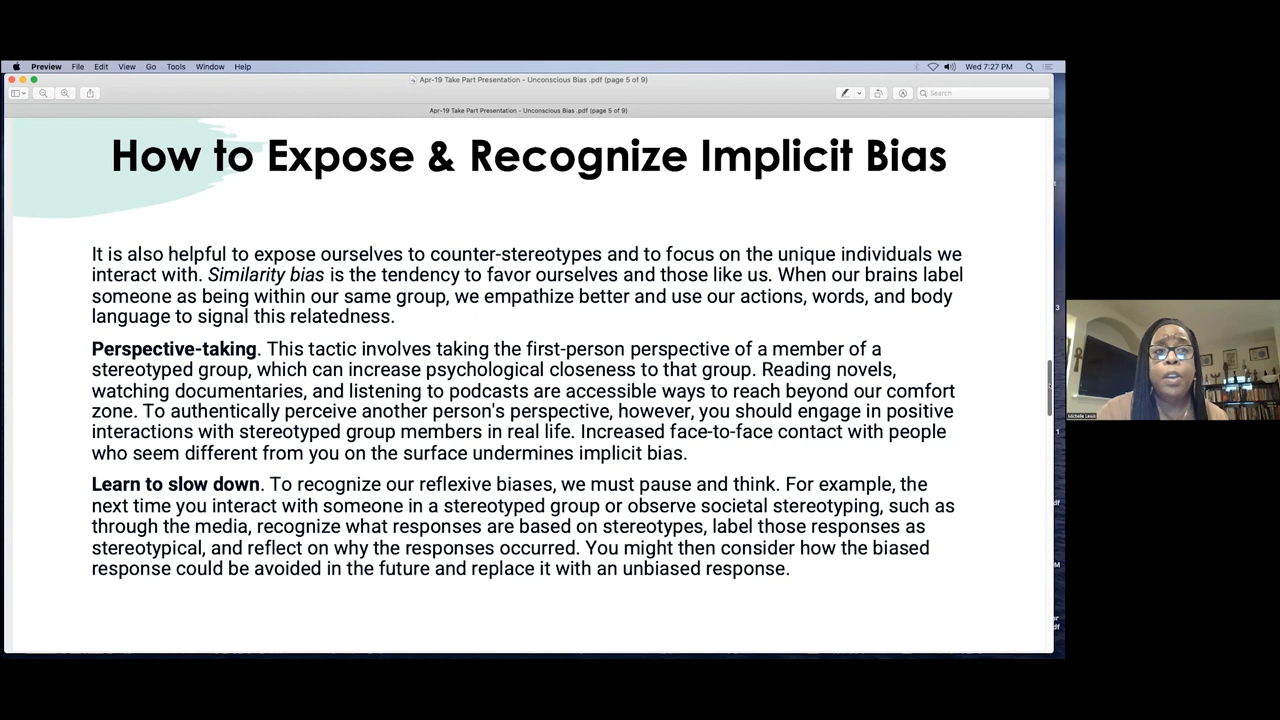 Preview File Edit View Go Tools Window Help
Wed 7:27 PM
Apr-19 Take Part Presentation - Unconscious Bias .pdf (page 5 of 9)
Search
Apr-19 Take Part Presentation - Unconscious Bias .pdf (page 5 of 9)
How to Expose & Recognize Implicit Bias
It is also helpful to expose ourselves to counter-stereotypes and to focus on the unique individuals we
interact with. Similarity bias is the tendency to favor ourselves and those like us. When our brains label
someone as being within our same group, we empathize better and use our actions, words, and body
language to signal this relatedness.
Perspective-taking. This tactic involves taking the first-person perspective of a member of a
stereotyped group, which can increase psychological closeness to that group. Reading novels,
watching documentaries, and listening to podcasts are accessible ways to reach beyond our comfort
zone. To authentically perceive another person's perspective, however, you should engage in positive
interactions with stereotyped group members in real life. Increased face-to-face contact with people
who seem different from you on the surface undermines implicit bias.
Learn to slow down. To recognize our reflexive biases, we must pause and think. For example, the
next time you interact with someone in a stereotyped group or observe societal stereotyping, such as
through the media, recognize what responses are based on stereotypes, label those responses as
stereotypical, and reflect on why the responses occurred. You might then consider how the biased
response could be avoided in the future and replace it with an unbiased response.
Michelle Lewis